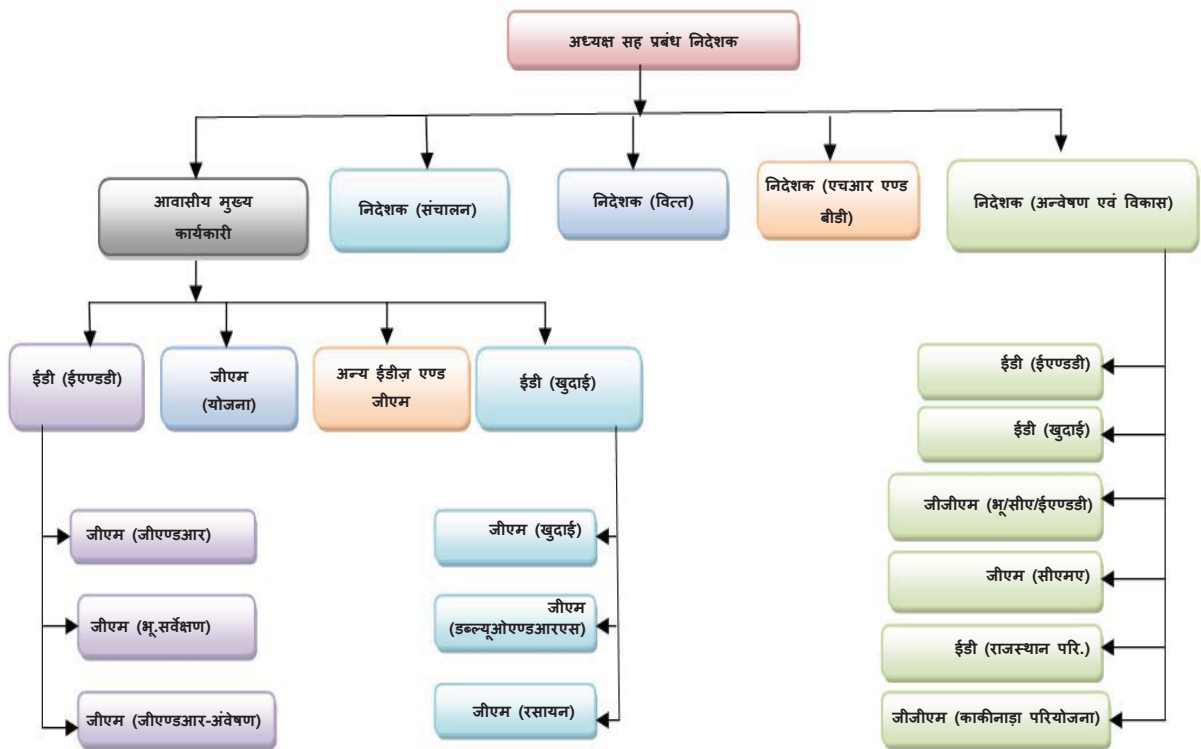 अध्यक्ष सह प्रबंध निदेशक
आवासीय मुख्य
कार्यकारी
निदेशक (संचालन)
निदेशक (वित्त)
निदेशक (एचआर एण्ड
बीडी)
निदेशक (अन्वेषण एवं विकास)
ईडी (ईएण्डडी)
जीएम
(योजना)
अन्य ईडीज़ एण्ड
जीएम
ईडी (खुदाई)
जीएम (जीएण्डआर)
जीएम (भू.सर्वेक्षण)
जीएम (जीएण्डआर-अंवेषण)
जीएम (खुदाई)
जीएम
(डब्ल्यूओएण्डआरएस)
जीएम (रसायन)
ईडी (ईएण्डडी)
ईडी (खुदाई)
जीजीएम (भू/सीए/ईएण्डडी)
जीएम (सीएमए)
ईडी (राजस्थान परि.)
जीजीएम (काकीनाड़ा परियोजना)